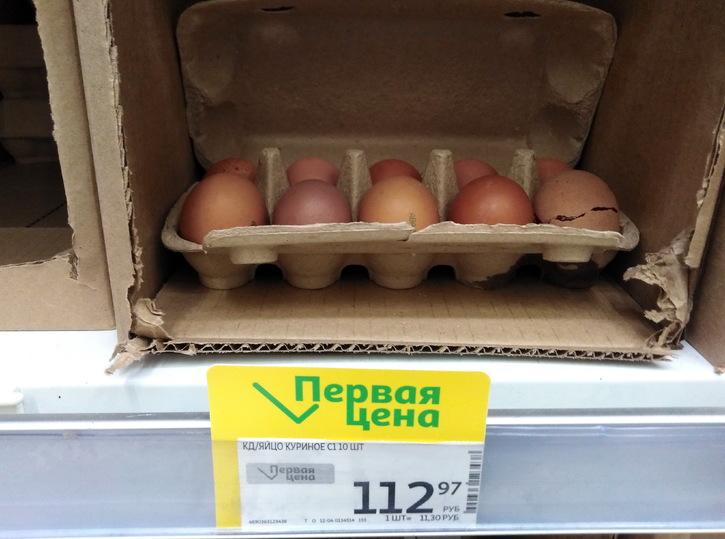 Первая
цена
КД/ЯЙЦО КУРИНОЕ С1 10 ШТ
Первая
цена
112 97
РУБ
1 ШТ= 11,30 РУБ